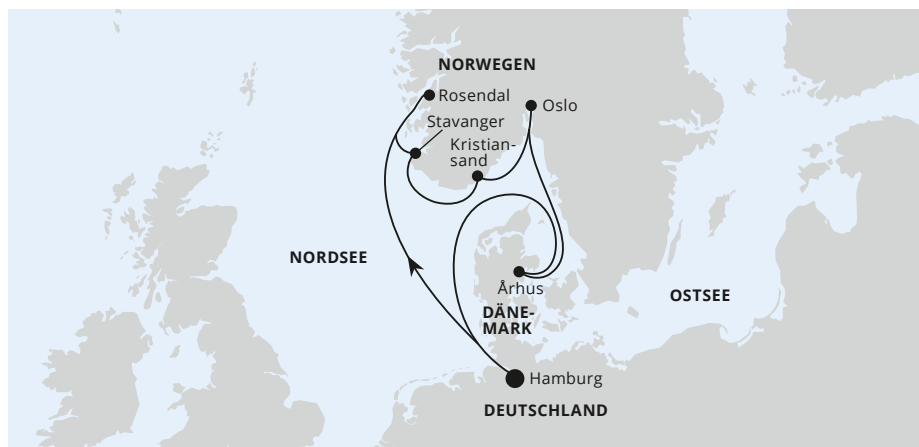 NORWEGEN
Rosendal
Oslo
Stavanger
Kristian-
sand
NORDSEE
Århus
OSTSEE
DÄNE-
MARK
Hamburg
DEUTSCHLAND